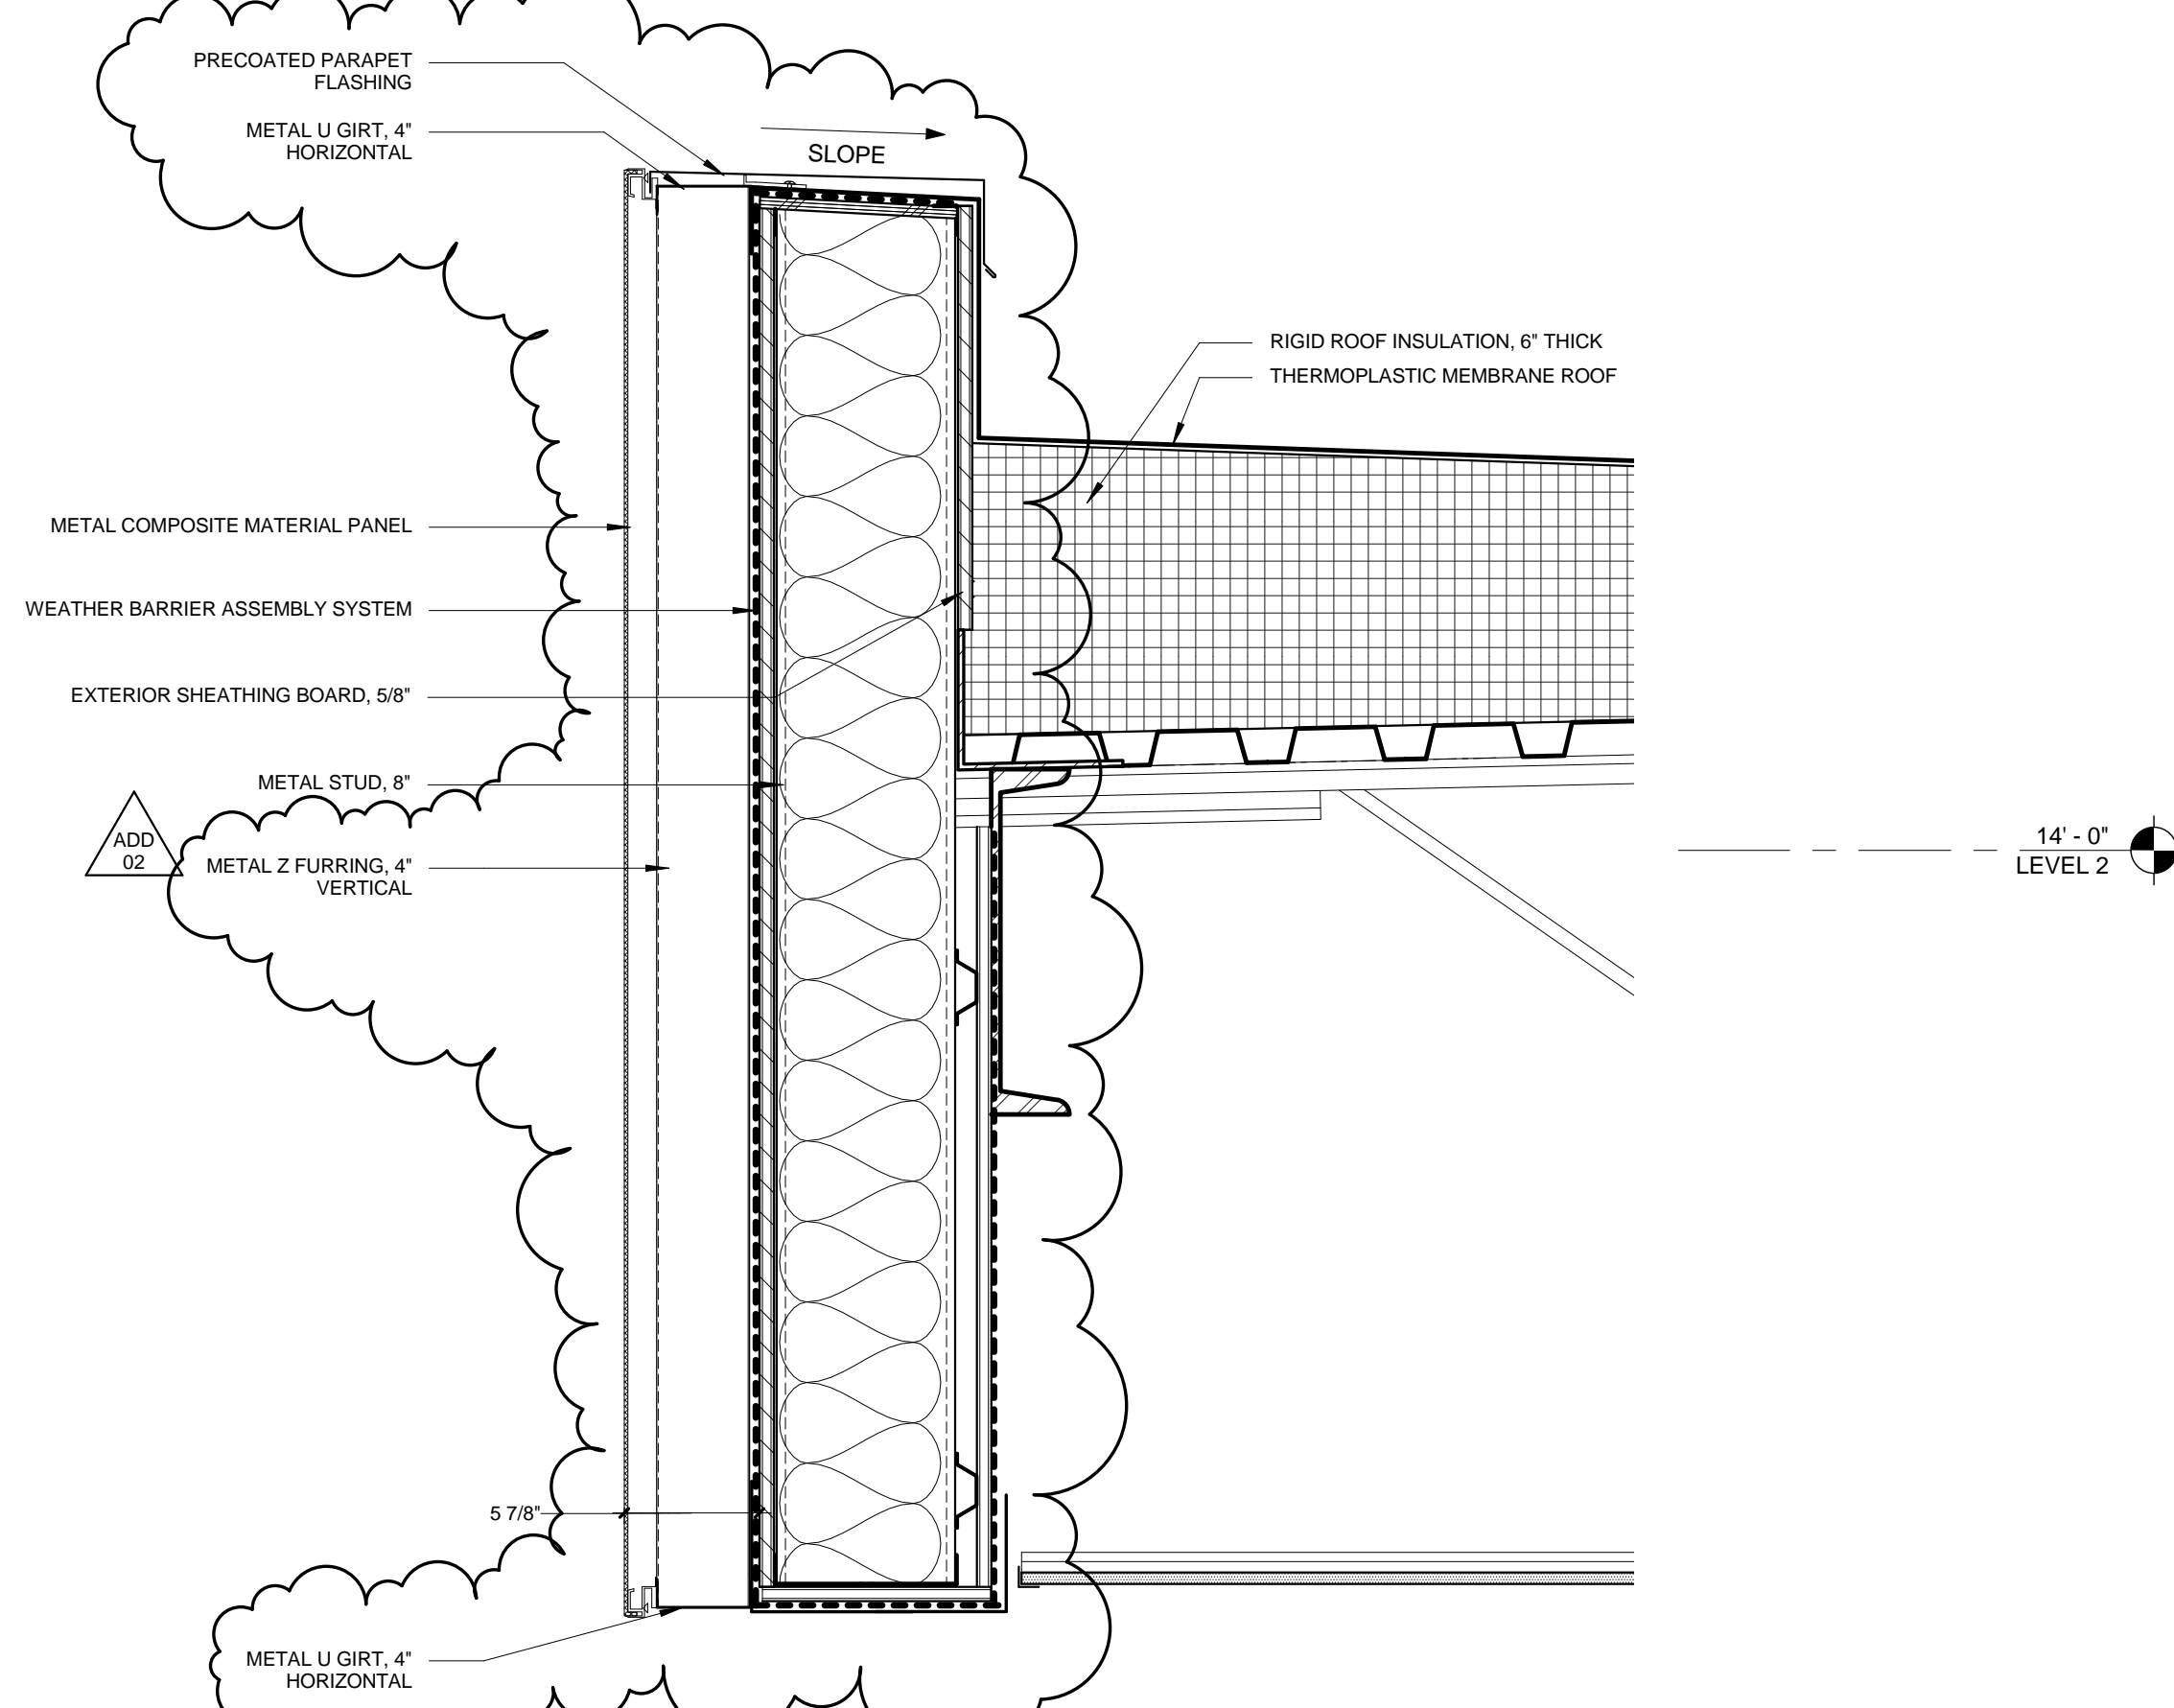 PRECOATED PARAPET
FLASHING
METAL U GIRT, 4"
HORIZONTAL
SLOPE
RIGID ROOF INSULATION, 6" THICK
THERMOPLASTIC MEMBRANE ROOF
METAL COMPOSITE MATERIAL PANEL
WEATHER BARRIER ASSEMBLY SYSTEM
EXTERIOR SHEATHING BOARD, 5/8"
METAL STUD, 8"
ADD
02
METAL Z FURRING, 4"
VERTICAL
14' - 0"
LEVEL 2
5 7/8"
METAL U GIRT, 4"
HORIZONTAL